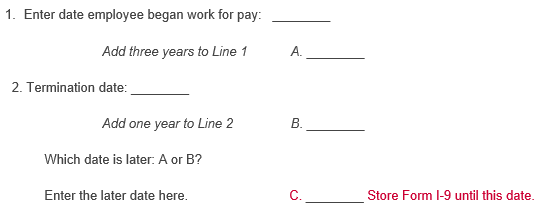 1. Enter date employee began work for pay: ________
Add three years to Line 1 A. ________
2. Termination date: ________
Add one year to Line 2 B. ________
Which date is later: A or B?
Enter the later date here. C. ________ Store Form I-9 until this date.